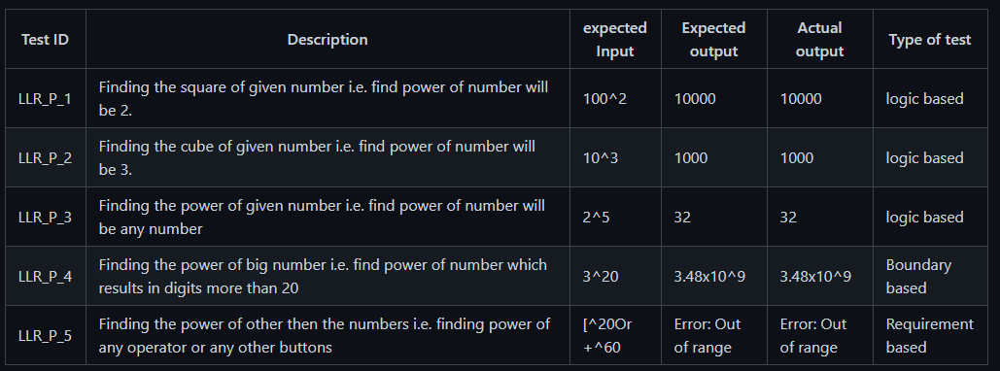 Test ID
Description
expected
Input
Expected
output
Actual
output
Type of test
LLR_P_1
Finding the square of given number i.e. find power of number will
be 2.
100^2
10000
10000
logic based
LLR_P_2
Finding the cube of given number i.e. find power of number will
be 3.
10^3
1000
1000
logic based
LLR_P_3
Finding the power of given number i.e. find power of number will
be any number
2^5
32
32
logic based
LLR_P_4
Finding the power of big number i.e. find power of number which
results in digits more than 20
3^20
3.48x10^9
3.48x10^9
Boundary
based
LLR_P_5
Finding the power of other then the numbers i.e. finding power of
any operator or any other buttons
[^20Or
+^60
Error: Out
of range
Error: Out
of range
Requirement
based